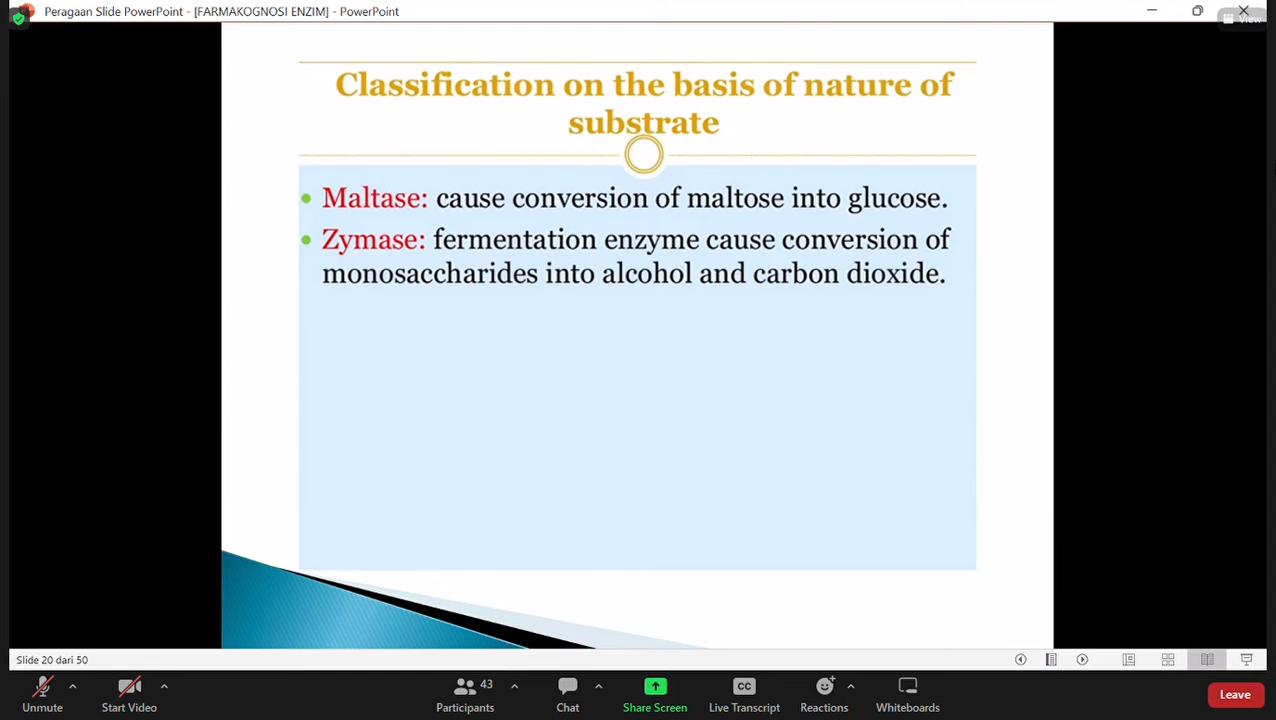 Peragaan Slide PowerPoint - [FARMAKOGNOSI ENZIM] - PowerPoint
View
Classification on the basis of nature of
substrate
Maltase: cause conversion of maltose into glucose.
Zymase: fermentation enzyme cause conversion of
monosaccharides into alcohol and carbon dioxide.
Slide 20 dari 50
Unmute
Start Video
43
Participants
Chat
Share Screen
CC
Live Transcript
Reactions
Whiteboards
Leave